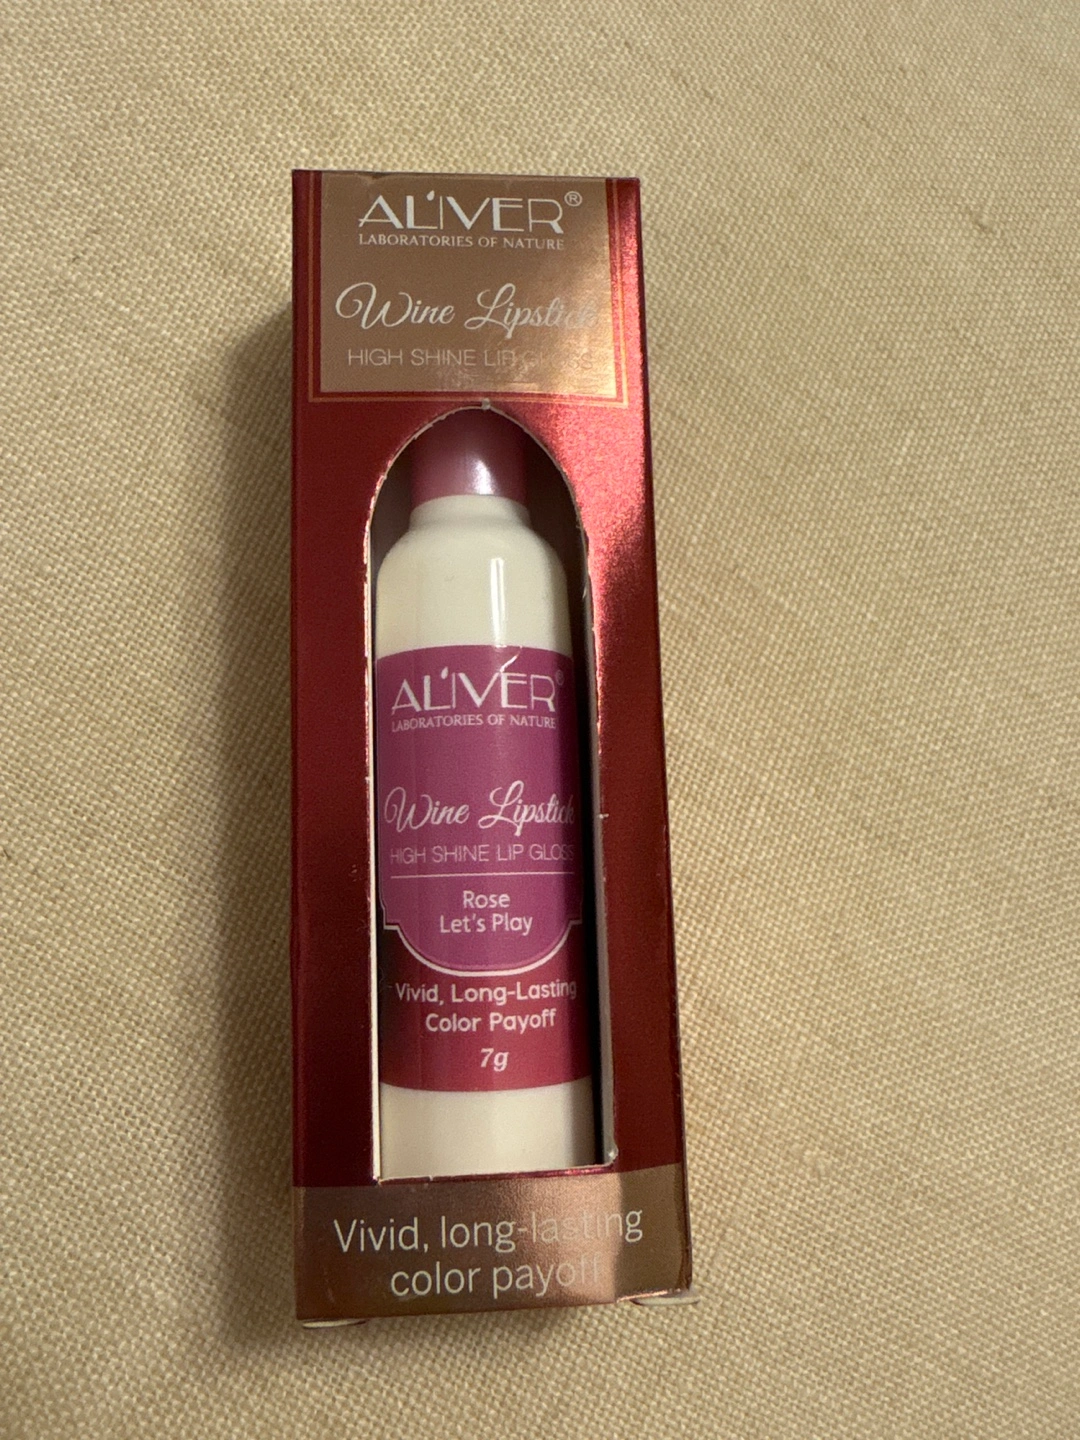 ALIVER®
LABORATORIES OF NATURE
Wine Lipstick
HIGH SHINE LIP GLOSS
ALIVER®
LABORATORIES OF NATURE
Wine Lipstick
HIGH SHINE LIP GLOSS
Rose
Let's Play
Vivid, Long-Lasting
Color Payoff
7g
Vivid, long-lasting
color payoff